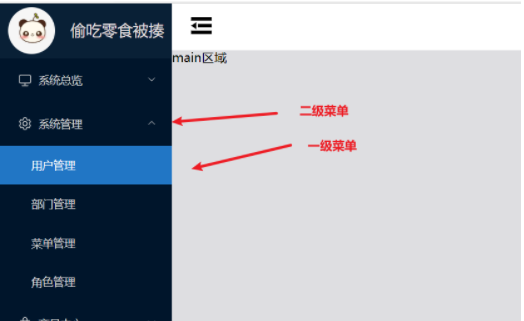 偷吃零食被揍
main区域
系统总览
系统管理
二级菜单
一级菜单
用户管理
部门管理
菜单管理
角色管理